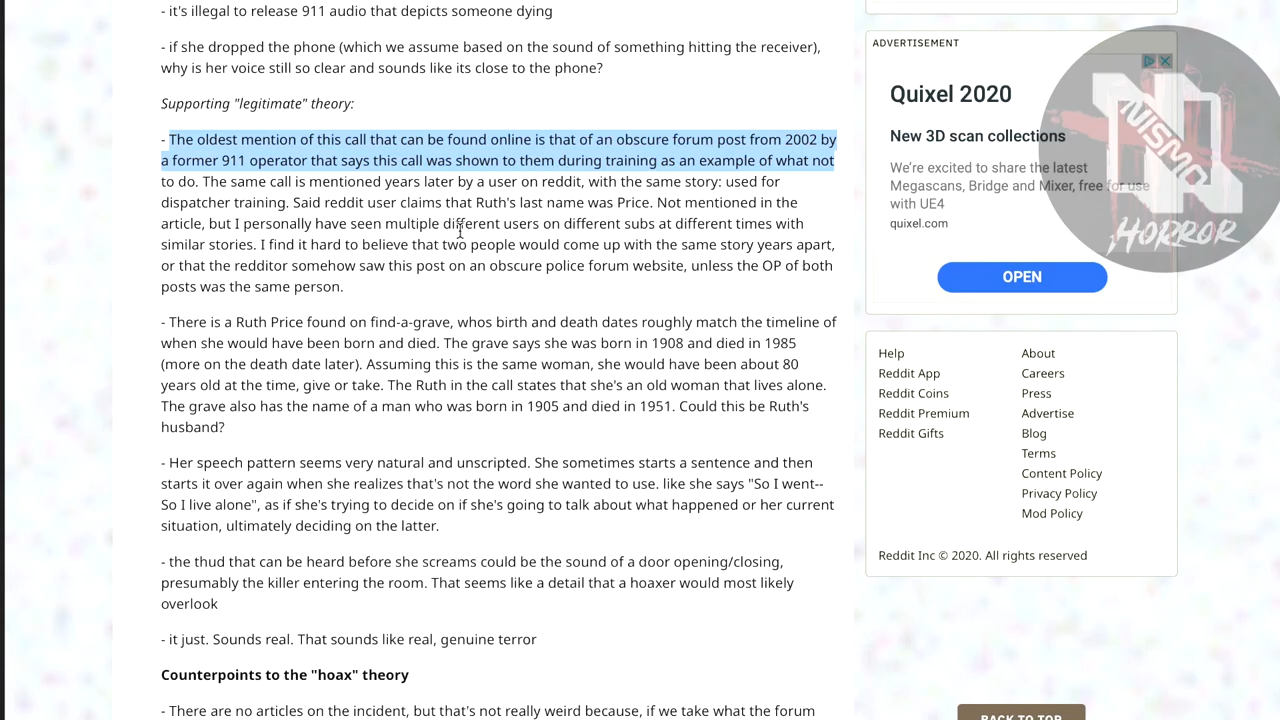 - it's illegal to release 911 audio that depicts someone dying
- if she dropped the phone (which we assume based on the sound of something hitting the receiver),
why is her voice still so clear and sounds like its close to the phone?
Supporting "legitimate" theory:
- The oldest mention of this call that can be found online is that of an obscure forum post from 2002 by
a former 911 operator that says this call was shown to them during training as an example of what not
to do. The same call is mentioned years later by a user on reddit, with the same story: used for
dispatcher training. Said reddit user claims that Ruth's last name was Price. Not mentioned in the
article, but I personally have seen multiple different users on different subs at different times with
similar stories. I find it hard to believe that two people would come up with the same story years apart,
or that the redditor somehow saw this post on an obscure police forum website, unless the OP of both
posts was the same person.
- There is a Ruth Price found on find-a-grave, whos birth and death dates roughly match the timeline of
when she would have been born and died. The grave says she was born in 1908 and died in 1985
(more on the death date later). Assuming this is the same woman, she would have been about 80
years old at the time, give or take. The Ruth in the call states that she's an old woman that lives alone.
The grave also has the name of a man who was born in 1905 and died in 1951. Could this be Ruth's
husband?
- Her speech pattern seems very natural and unscripted. She sometimes starts a sentence and then
starts it over again when she realizes that's not the word she wanted to use. like she says "So I went--
So I live alone", as if she's trying to decide on if she's going to talk about what happened or her current
situation, ultimately deciding on the latter.
- the thud that can be heard before she screams could be the sound of a door opening/closing,
presumably the killer entering the room. That seems like a detail that a hoaxer would most likely
overlook
- it just. Sounds real. That sounds like real, genuine terror
Counterpoints to the "hoax" theory
- There are no articles on the incident, but that's not really weird because, if we take what the forum
ADVERTISEMENT
Quixel 2020
New 3D scan collections
We're excited to share the latest
Megascans, Bridge and Mixer, free for use
with UE4
quixel.com
OPEN
NISMO
HORROR
Help
About
Reddit App
Careers
Reddit Coins
Press
Reddit Premium
Advertise
Reddit Gifts
Blog
Terms
Content Policy
Privacy Policy
Mod Policy
Reddit Inc © 2020. All rights reserved
BACK TO TOP